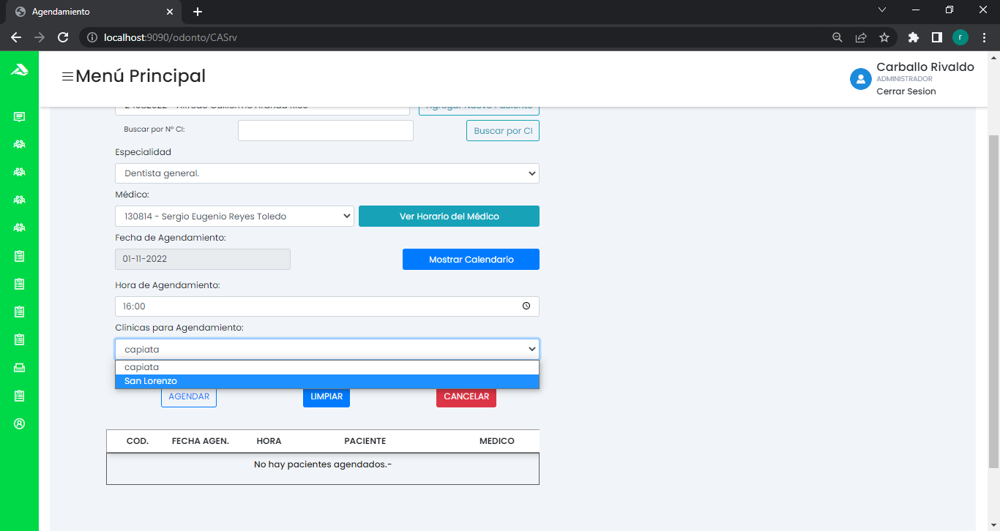 Agendamiento
localhost:9090/odonto/CASrv
r
Menú Principal
Carballo Rivaldo
ADMINISTRADOR
Cerrar Sesion
Buscar por Nº CI:
Buscar por CI
Especialidad
Dentista general.
Médico:
130814 - Sergio Eugenio Reyes Toledo
Ver Horario del Médico
Fecha de Agendamiento:
01-11-2022
Mostrar Calendario
Hora de Agendamiento:
16:00
Clinicas para Agendamiento:
capiata
capiata
San Lorenzo
AGENDAR LIMPIAR CANCELAR
COD. FECHA AGEN. HORA PACIENTE MEDICO
No hay pacientes agendados.-